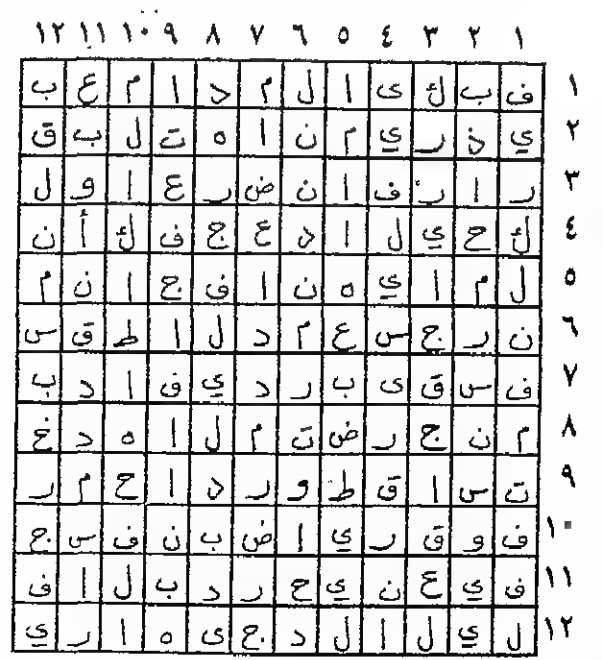 ١ ٢ ٣ ٤ ٥ ٦ ٧ ٨ ٩ ١٠ ١١ ١٢
١ ف ب ك ى ا ل م د ا م ع ب
٢ ي ذ ر ي م ن ا ه ت ل ب ق
٣ ر ا ر ف ا ن ض ر ع ا و ل
٤ ك ح ي ل ا د ع ج ف ك أ ن
٥ ل م ا ي ه ن ا ف ج ا ن م
٦ ن ر ج س ع م د ل ا ط ق س
٧ ف س ق ى ب ر د ي ف ا د ب
٨ م ن ج ر ض ت م ل ا ه د غ
٩ ت س ا ق ط و ر د ا ح م ر
١٠ ف و ق ر ي ا ض ب ن ف س ج
١١ ف ي ع ن ي ح ر د ب ل ا ف
١٢ ل ي ل ا ل د ج ى ه ا ر ي